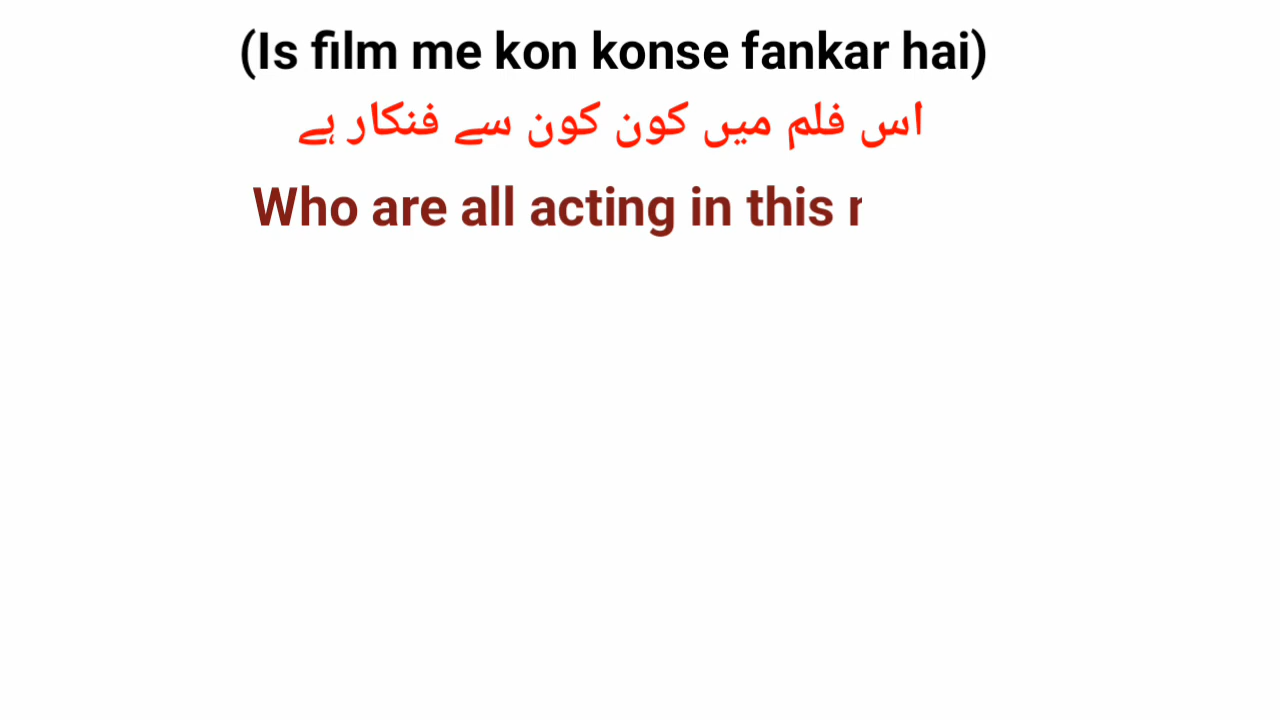 (Is film me kon konse fankar hai)
اس فلم میں کون کون سے فنکار ہے
Who are all acting in this